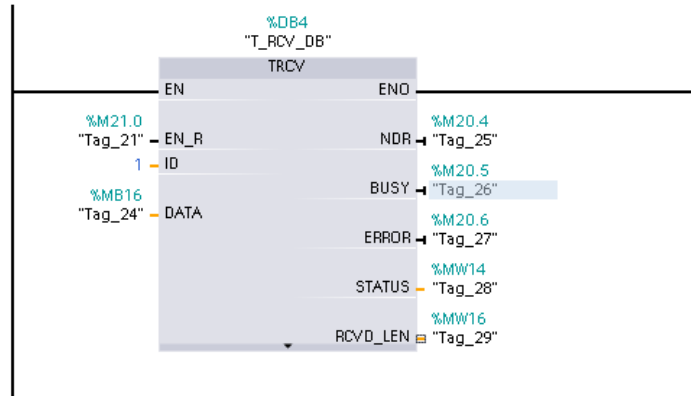 %DB4
"T_RCV_DB"
TRCV
EN ENO
%M21.0 %M20.4
"Tag_21" EN_R NDR "Tag_25"
1 ID %M20.5
BUSY "Tag_26"
%MB16
"Tag_24" DATA %M20.6
ERROR "Tag_27"
%MW14
STATUS "Tag_28"
%MW16
RCVD_LEN "Tag_29"